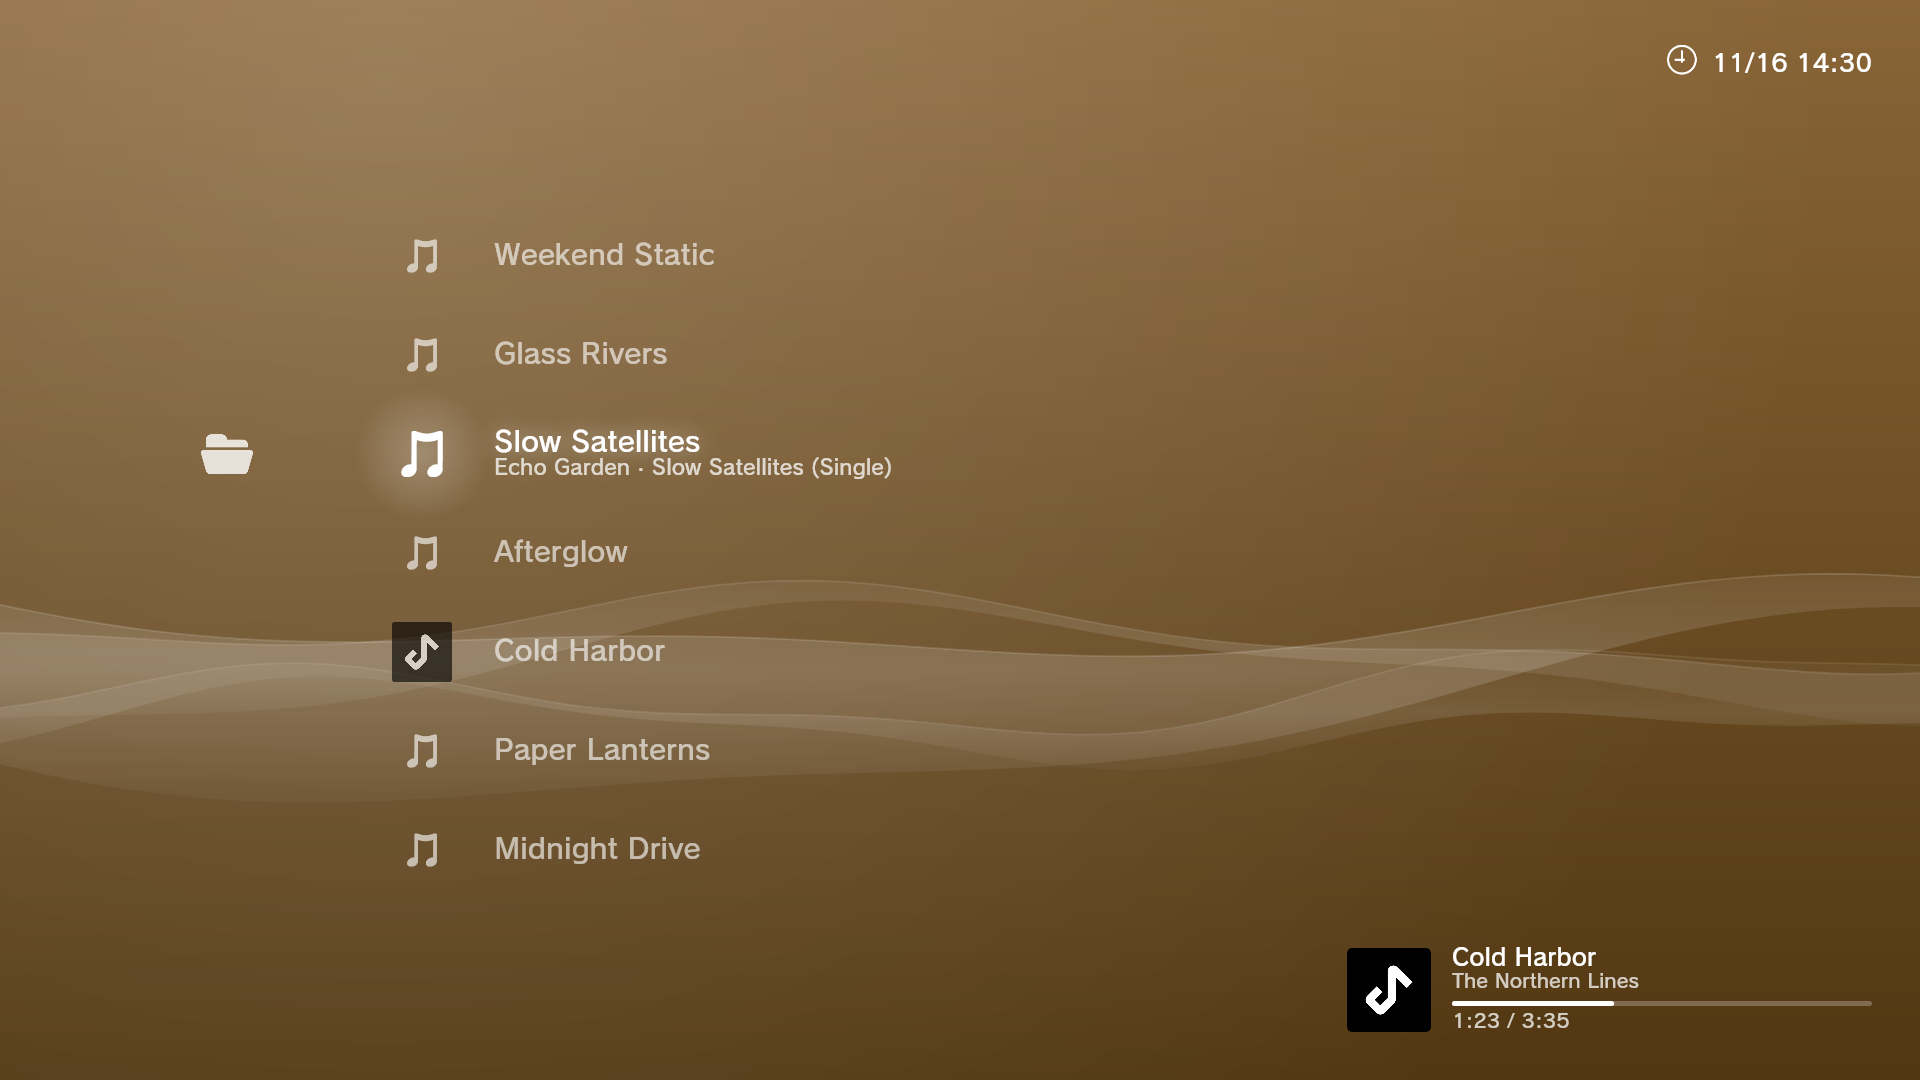 11/16 14:30
Weekend Static
Glass Rivers
Slow Satellites
Echo Garden · Slow Satellites (Single)
Afterglow
Cold Harbor
Paper Lanterns
Midnight Drive
Cold Harbor
The Northern Lines
1:23 / 3:35